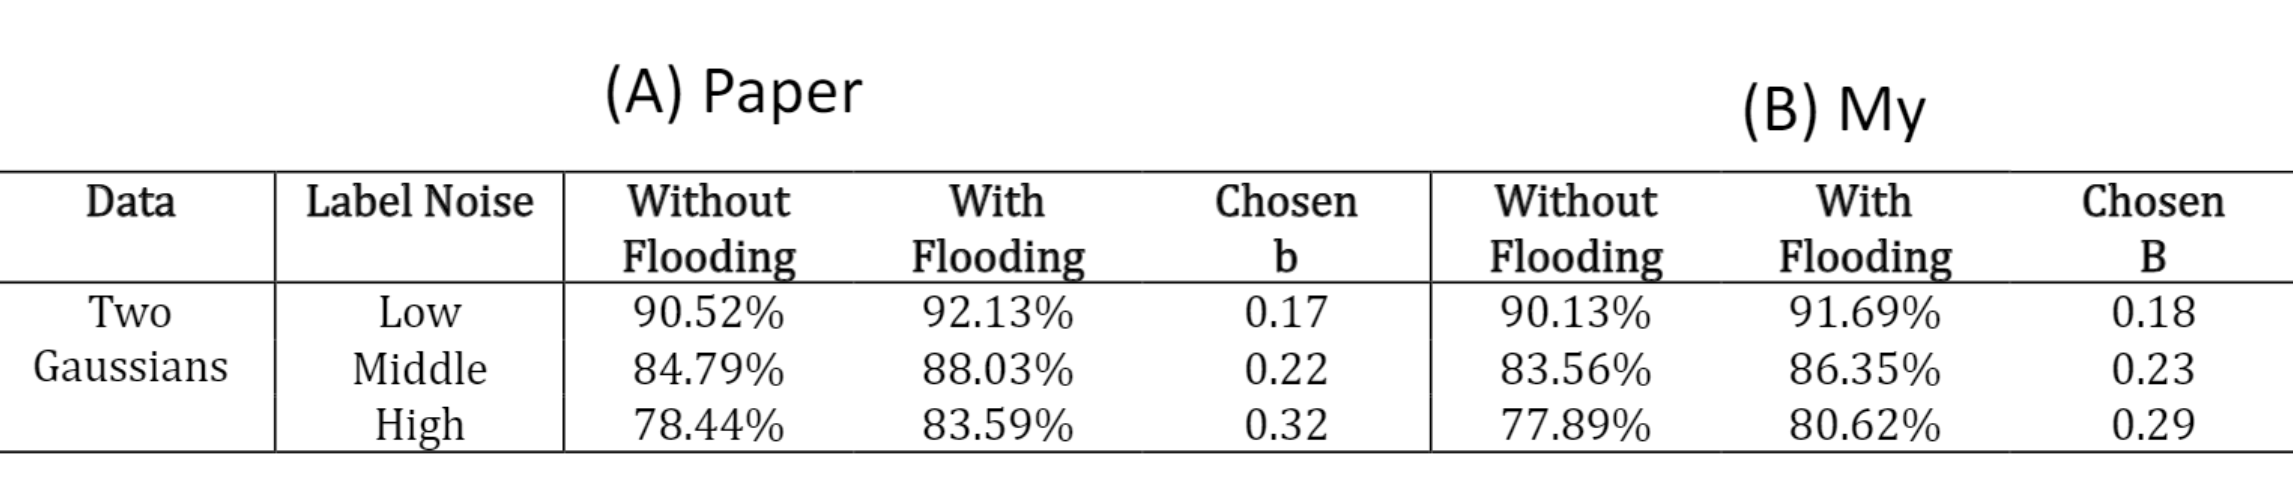 (A) Paper
(B) My
Data Label Noise Without With Chosen Without With Chosen
Flooding Flooding b Flooding Flooding B
Two Low 90.52% 92.13% 0.17 90.13% 91.69% 0.18
Gaussians Middle 84.79% 88.03% 0.22 83.56% 86.35% 0.23
High 78.44% 83.59% 0.32 77.89% 80.62% 0.29